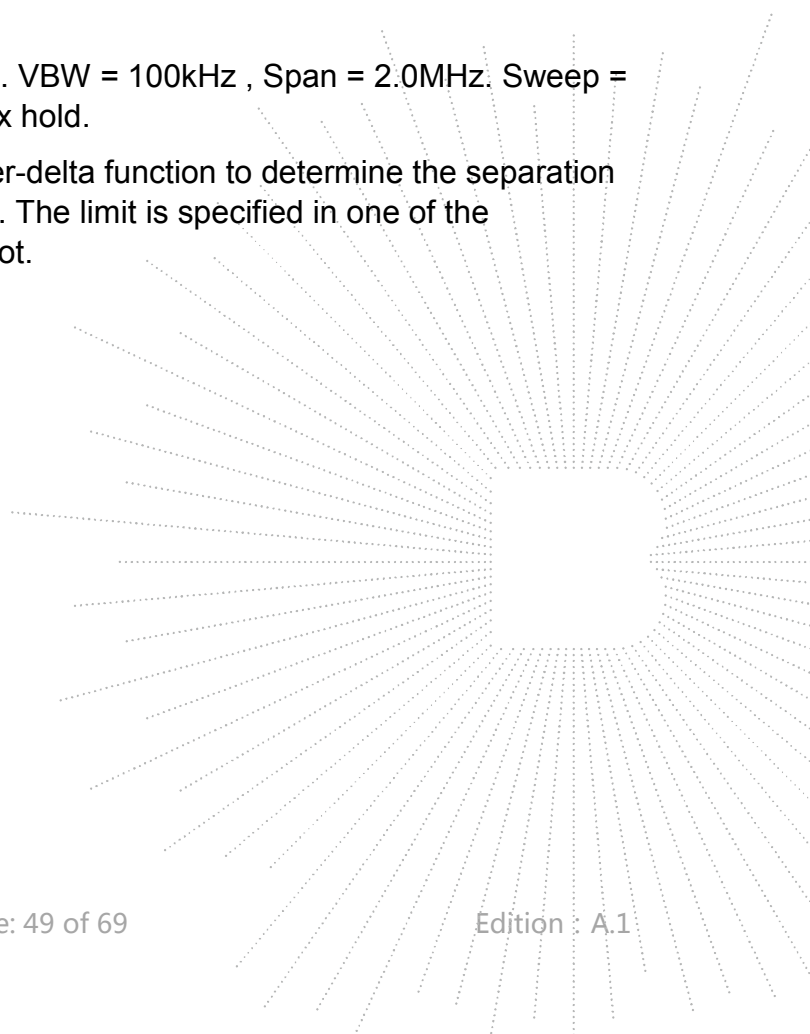 . VBW = 100kHz , Span = 2.0MHz. Sweep =
x hold.
er-delta function to determine the separation
. The limit is specified in one of the
ot.
e: 49 of 69 Edition : A.1